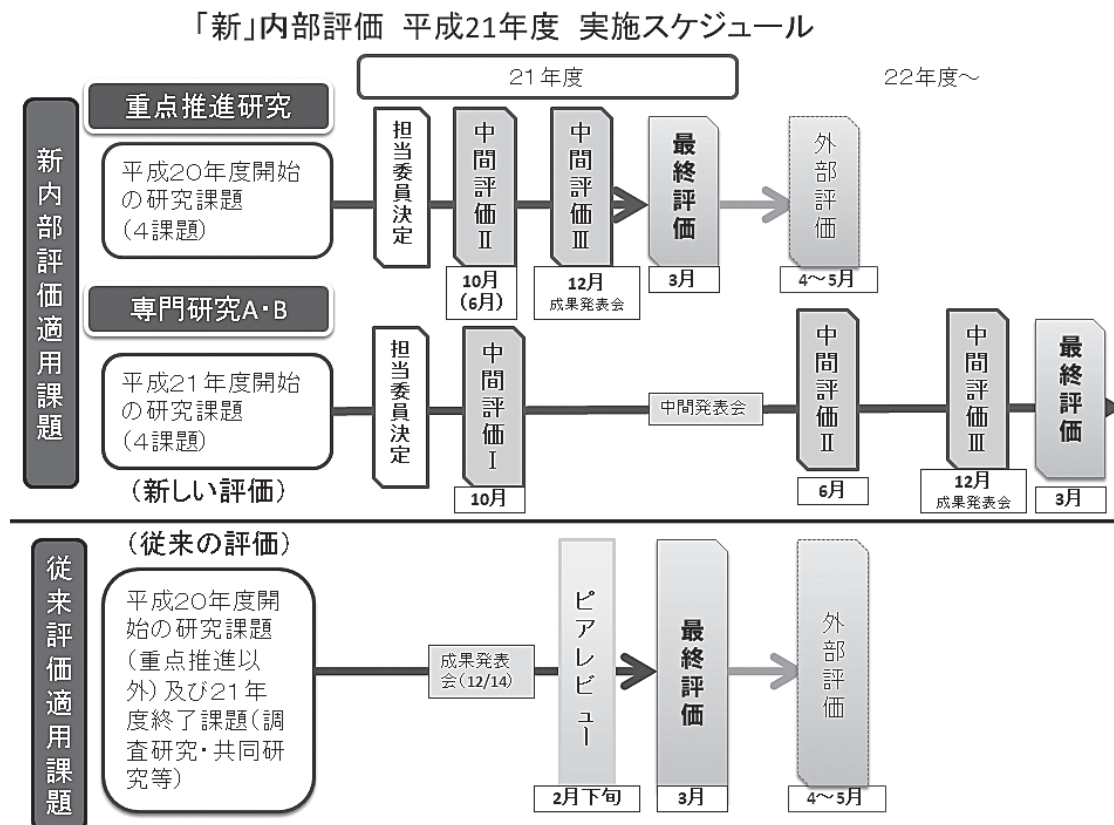 「新」内部評価 平成21年度 実施スケジュール
21年度
22年度～
新内部評価適用課題
重点推進研究
平成20年度開始
の研究課題
（4課題）
担当委員決定
中間評価Ⅱ
10月
（6月）
中間評価Ⅲ
12月
成果発表会
最終評価
3月
外部評価
4～5月
専門研究A・B
平成21年度開始
の研究課題
（4課題）
（新しい評価）
担当委員決定
中間評価Ⅰ
10月
中間発表会
中間評価Ⅱ
6月
中間評価Ⅲ
12月
成果発表会
最終評価
3月
従来評価適用課題
（従来の評価）
平成20年度開
始の研究課題
（重点推進以
外）及び21年
度終了課題（調
査研究・共同研
究等）
成果発表
会（12/14）
ピアレビュー
2月下旬
最終評価
3月
外部評価
4～5月